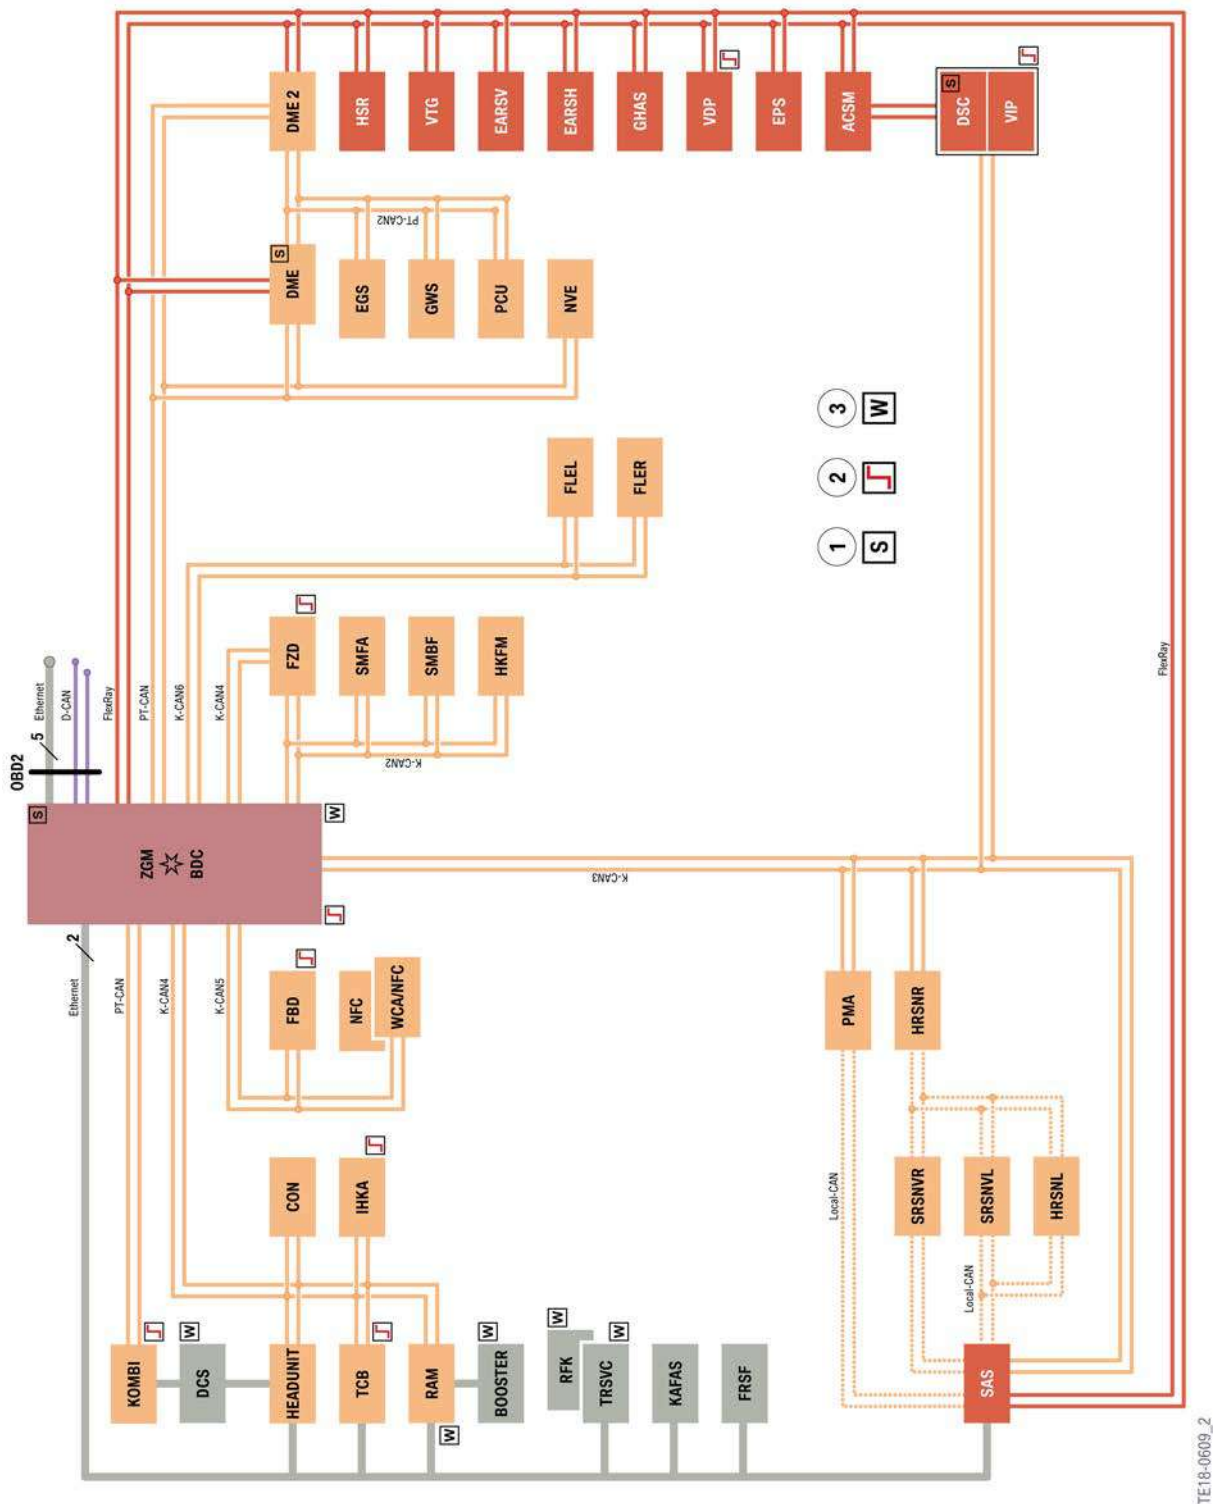 OBD2
S
5
Ethernet
D-CAN
2
Ethernet
FlexRay
PT-CAN
PT-CAN
KOMBI
ZGM
K-CAN4
K-CAN6
BDC
W
DCS
K-CAN5
K-CAN4
S
HEADUNIT
CON
FBD
FZD
DME
DME 2
W
TCB
IHKA
NFC
SMFA
EGS
HSR
K-CAN2
PT-CAN2
WCA/NFC
RAM
SMBF
GWS
VTG
W
W
BOOSTER
HKFM
PCU
EARSV
W
RFK
FLEL
NVE
EARSH
W
TRSVC
K-CAN3
FLER
GHAS
KAFAS
VDP
FRSF
EPS
Local-CAN
1
2
3
PMA
ACSM
S
W
SRSNVR
HRSNR
S
DSC
Local-CAN
SAS
SRSNVL
VIP
HRSNL
FlexRay
TE18-0609_2